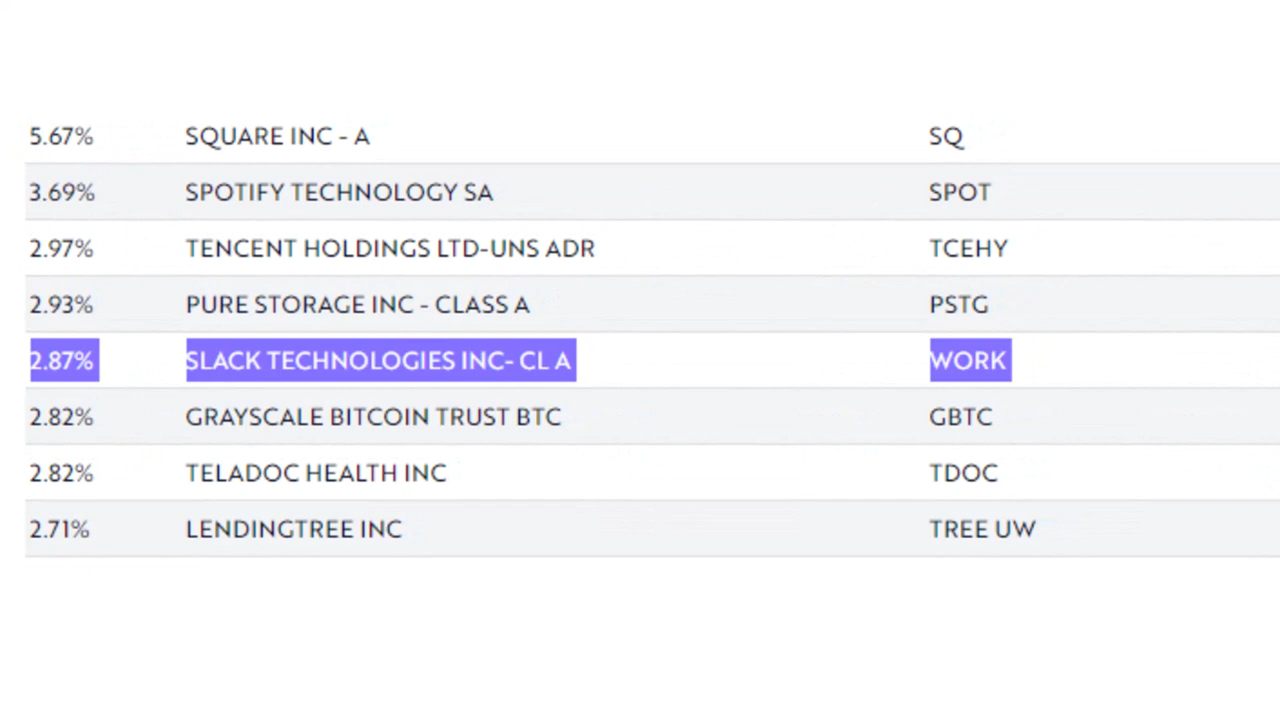 5.67% SQUARE INC - A SQ
3.69% SPOTIFY TECHNOLOGY SA SPOT
2.97% TENCENT HOLDINGS LTD-UNS ADR TCEHY
2.93% PURE STORAGE INC - CLASS A PSTG
2.87% SLACK TECHNOLOGIES INC- CL A WORK
2.82% GRAYSCALE BITCOIN TRUST BTC GBTC
2.82% TELADOC HEALTH INC TDOC
2.71% LENDINGTREE INC TREE UW